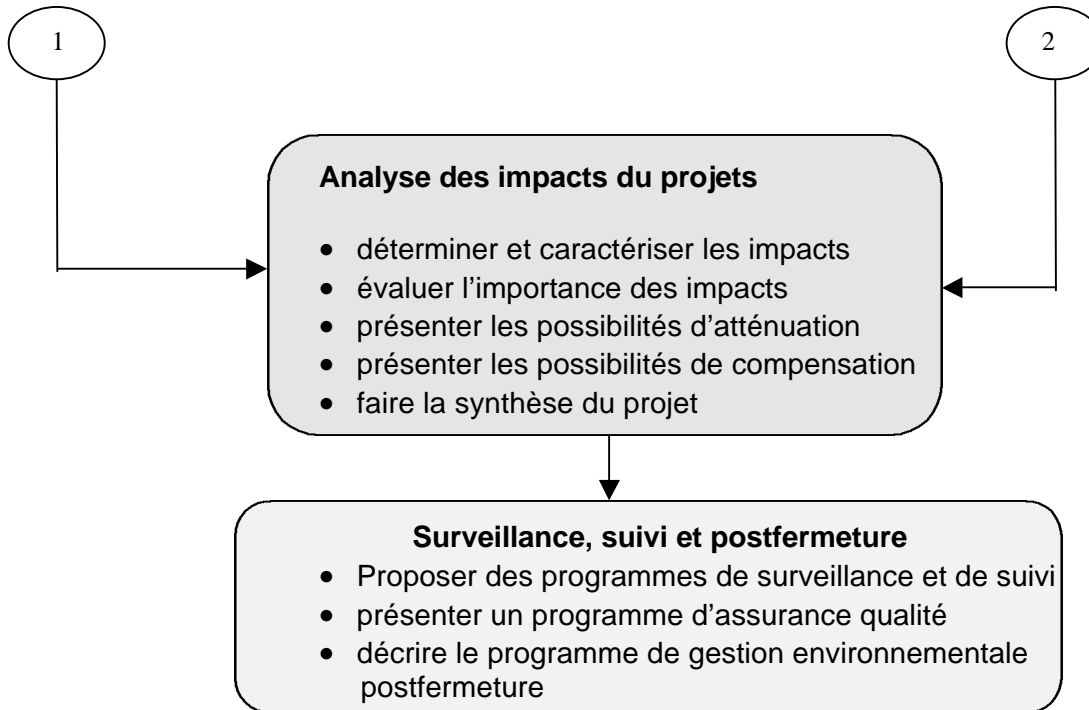 1
2
Analyse des impacts du projets
• déterminer et caractériser les impacts
• évaluer l’importance des impacts
• présenter les possibilités d’atténuation
• présenter les possibilités de compensation
• faire la synthèse du projet
Surveillance, suivi et postfermeture
• Proposer des programmes de surveillance et de suivi
• présenter un programme d’assurance qualité
• décrire le programme de gestion environnementale
postfermeture